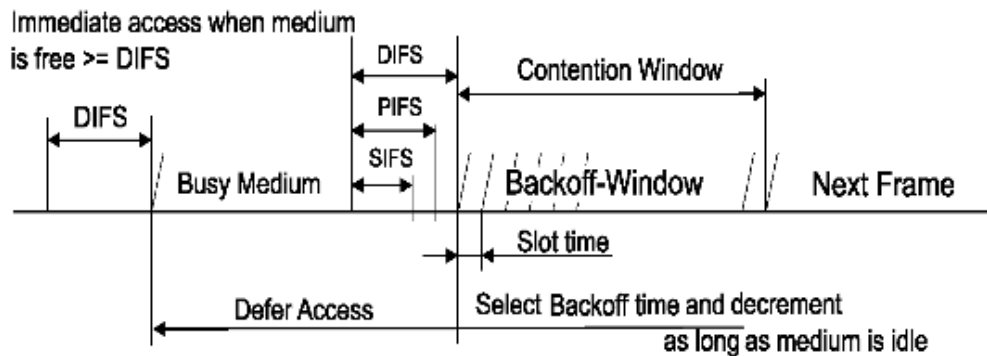 Immediate access when medium
is free >= DIFS
DIFS
DIFS
PIFS
SIFS
Contention Window
Busy Medium
Backoff-Window
Next Frame
Slot time
Defer Access
Select Backoff time and decrement
as long as medium is idle